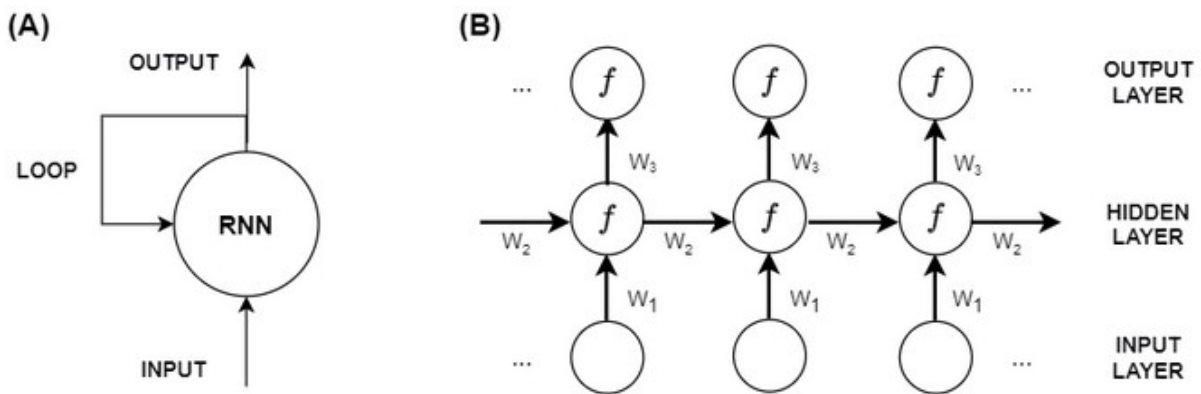 (A)
OUTPUT
LOOP
RNN
INPUT
(B)
... f f f ...
OUTPUT
LAYER
W₃ W₃ W₃
f f f
HIDDEN
LAYER
W₂ W₂ W₂ W₂
W₁ W₁ W₁
... ...
INPUT
LAYER